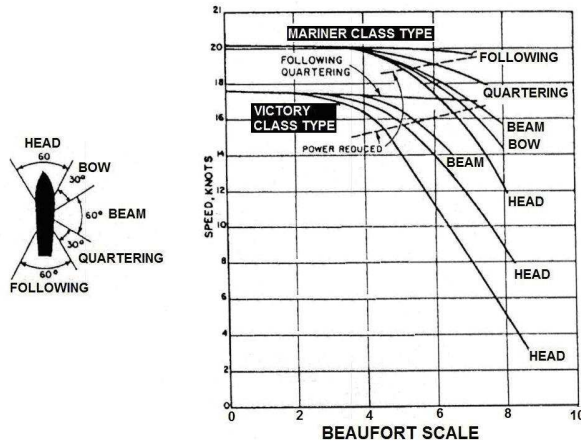 HEAD
60
BOW
30°
60° BEAM
30°
QUARTERING
60°
FOLLOWING
SPEED, KNOTS
21
20
18
16
14
12
10
8
6
4
2
0
0
2
4
6
8
10
BEAUFORT SCALE
MARINER CLASS TYPE
FOLLOWING
QUARTERING
VICTORY
CLASS TYPE
POWER REDUCED
FOLLOWING
QUARTERING
BEAM
BOW
BEAM
HEAD
HEAD
HEAD